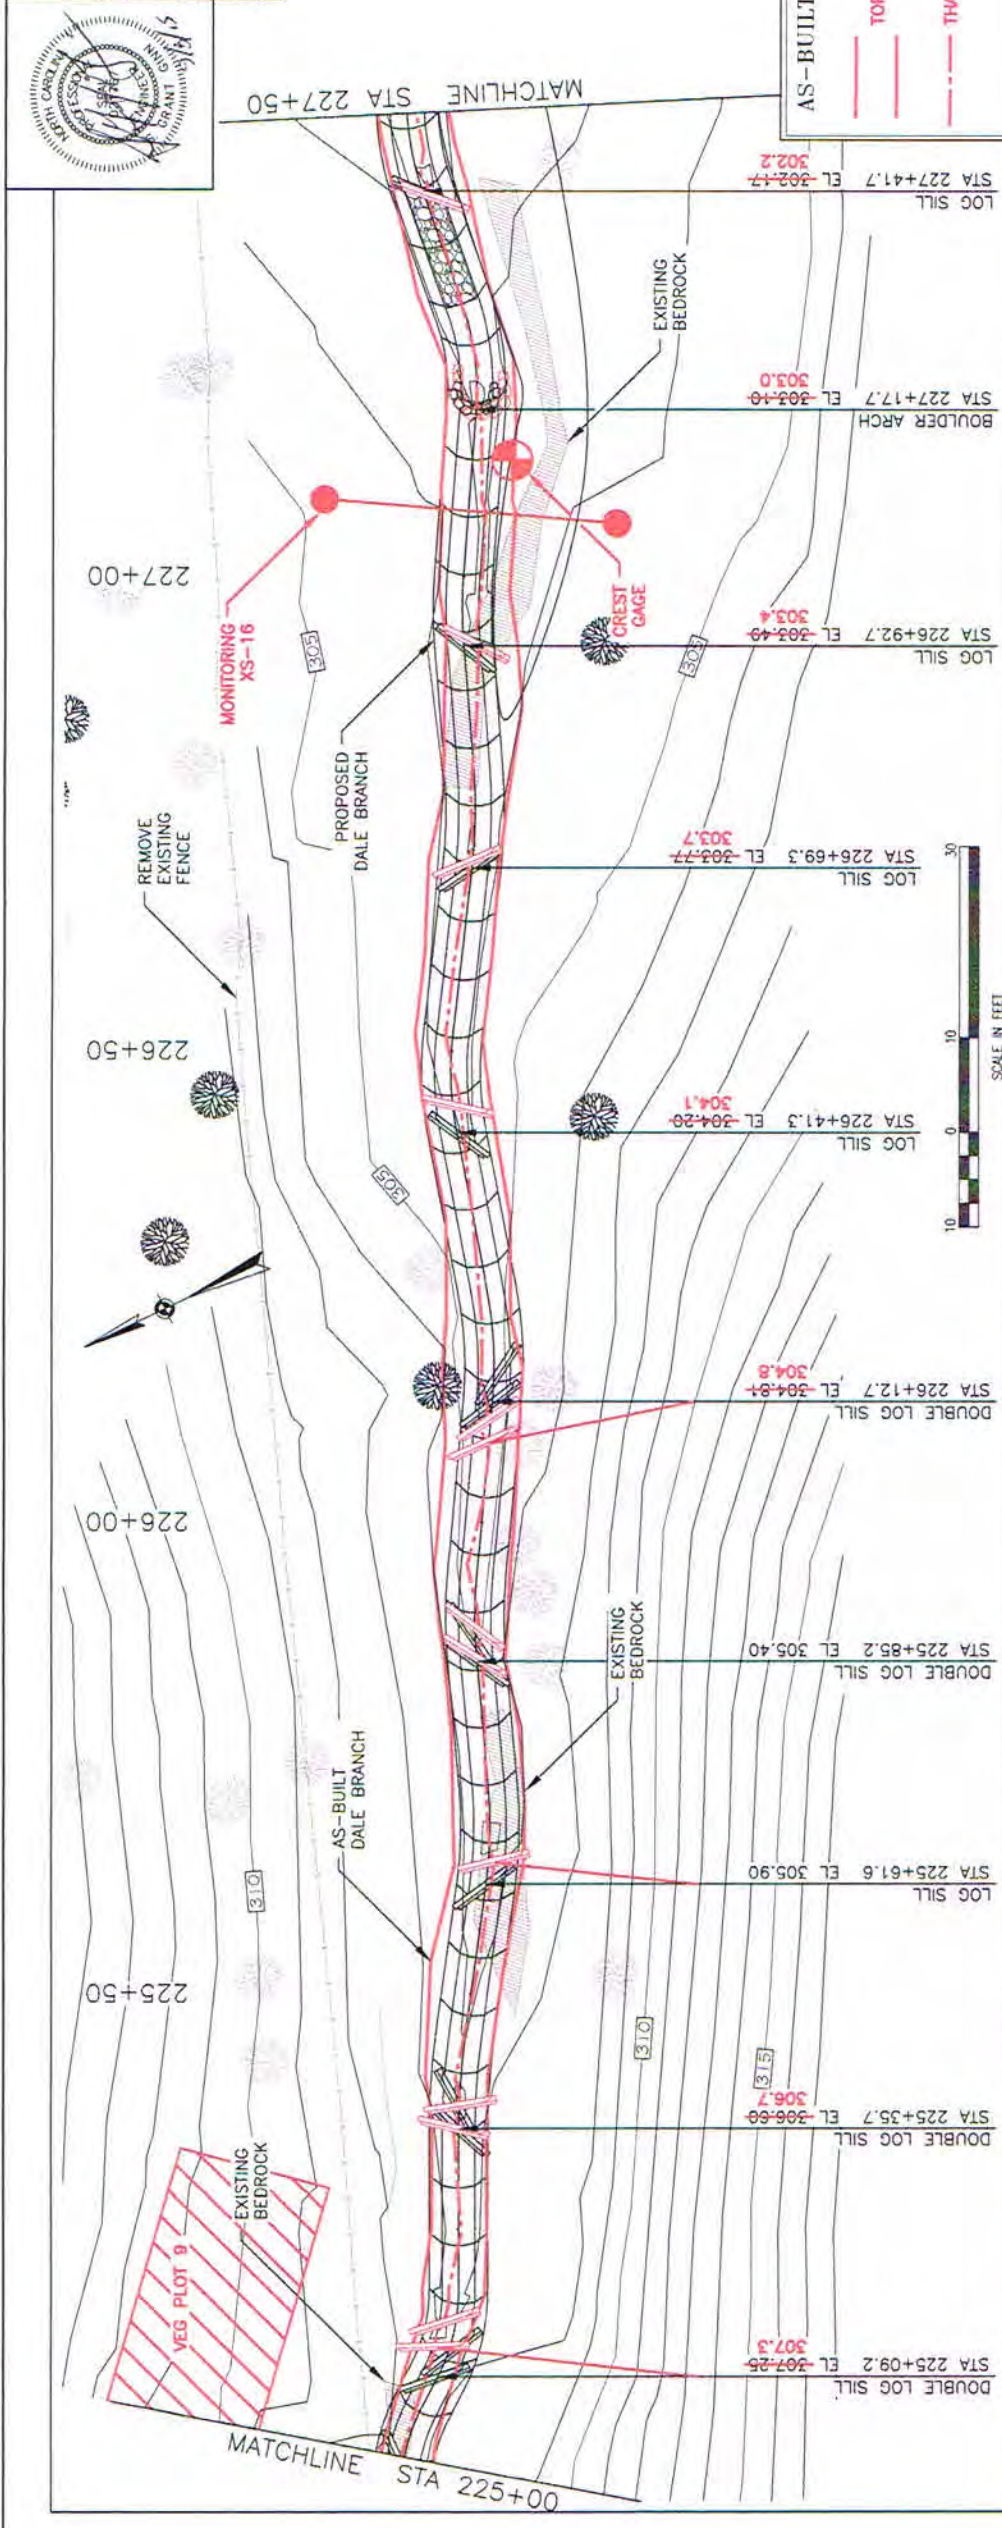 NORTH CAROLINA
PROFESSIONAL
SEAL
ENGINEER
GRANT GINN
AS-BUILT
TOP
THA
MATCHLINE STA 227+50
LOG SILL
STA 227+41.7 EL 302.17
302.2
EXISTING
BEDROCK
BOULDER ARCH
STA 227+17.7 EL 303.10
303.0
227+00
MONITORING
XS-16
305
CREST
GAGE
305
LOG SILL
STA 226+92.7 EL 303.49
303.4
PROPOSED
DALE BRANCH
REMOVE
EXISTING
FENCE
LOG SILL
STA 226+69.3 EL 303.77
303.7
226+50
305
LOG SILL
STA 226+41.3 EL 304.20
304.1
10 0 10 30
SCALE IN FEET
N
DOUBLE LOG SILL
STA 226+12.7 EL 304.81
304.8
226+00
EXISTING
BEDROCK
DOUBLE LOG SILL
STA 225+85.2 EL 305.40
AS-BUILT
DALE BRANCH
LOG SILL
STA 225+61.6 EL 305.90
310
225+50
310
315
DOUBLE LOG SILL
STA 225+35.7 EL 306.60
306.7
EXISTING
BEDROCK
VEG PLOT 9
DOUBLE LOG SILL
STA 225+09.2 EL 307.25
307.3
MATCHLINE STA 225+00